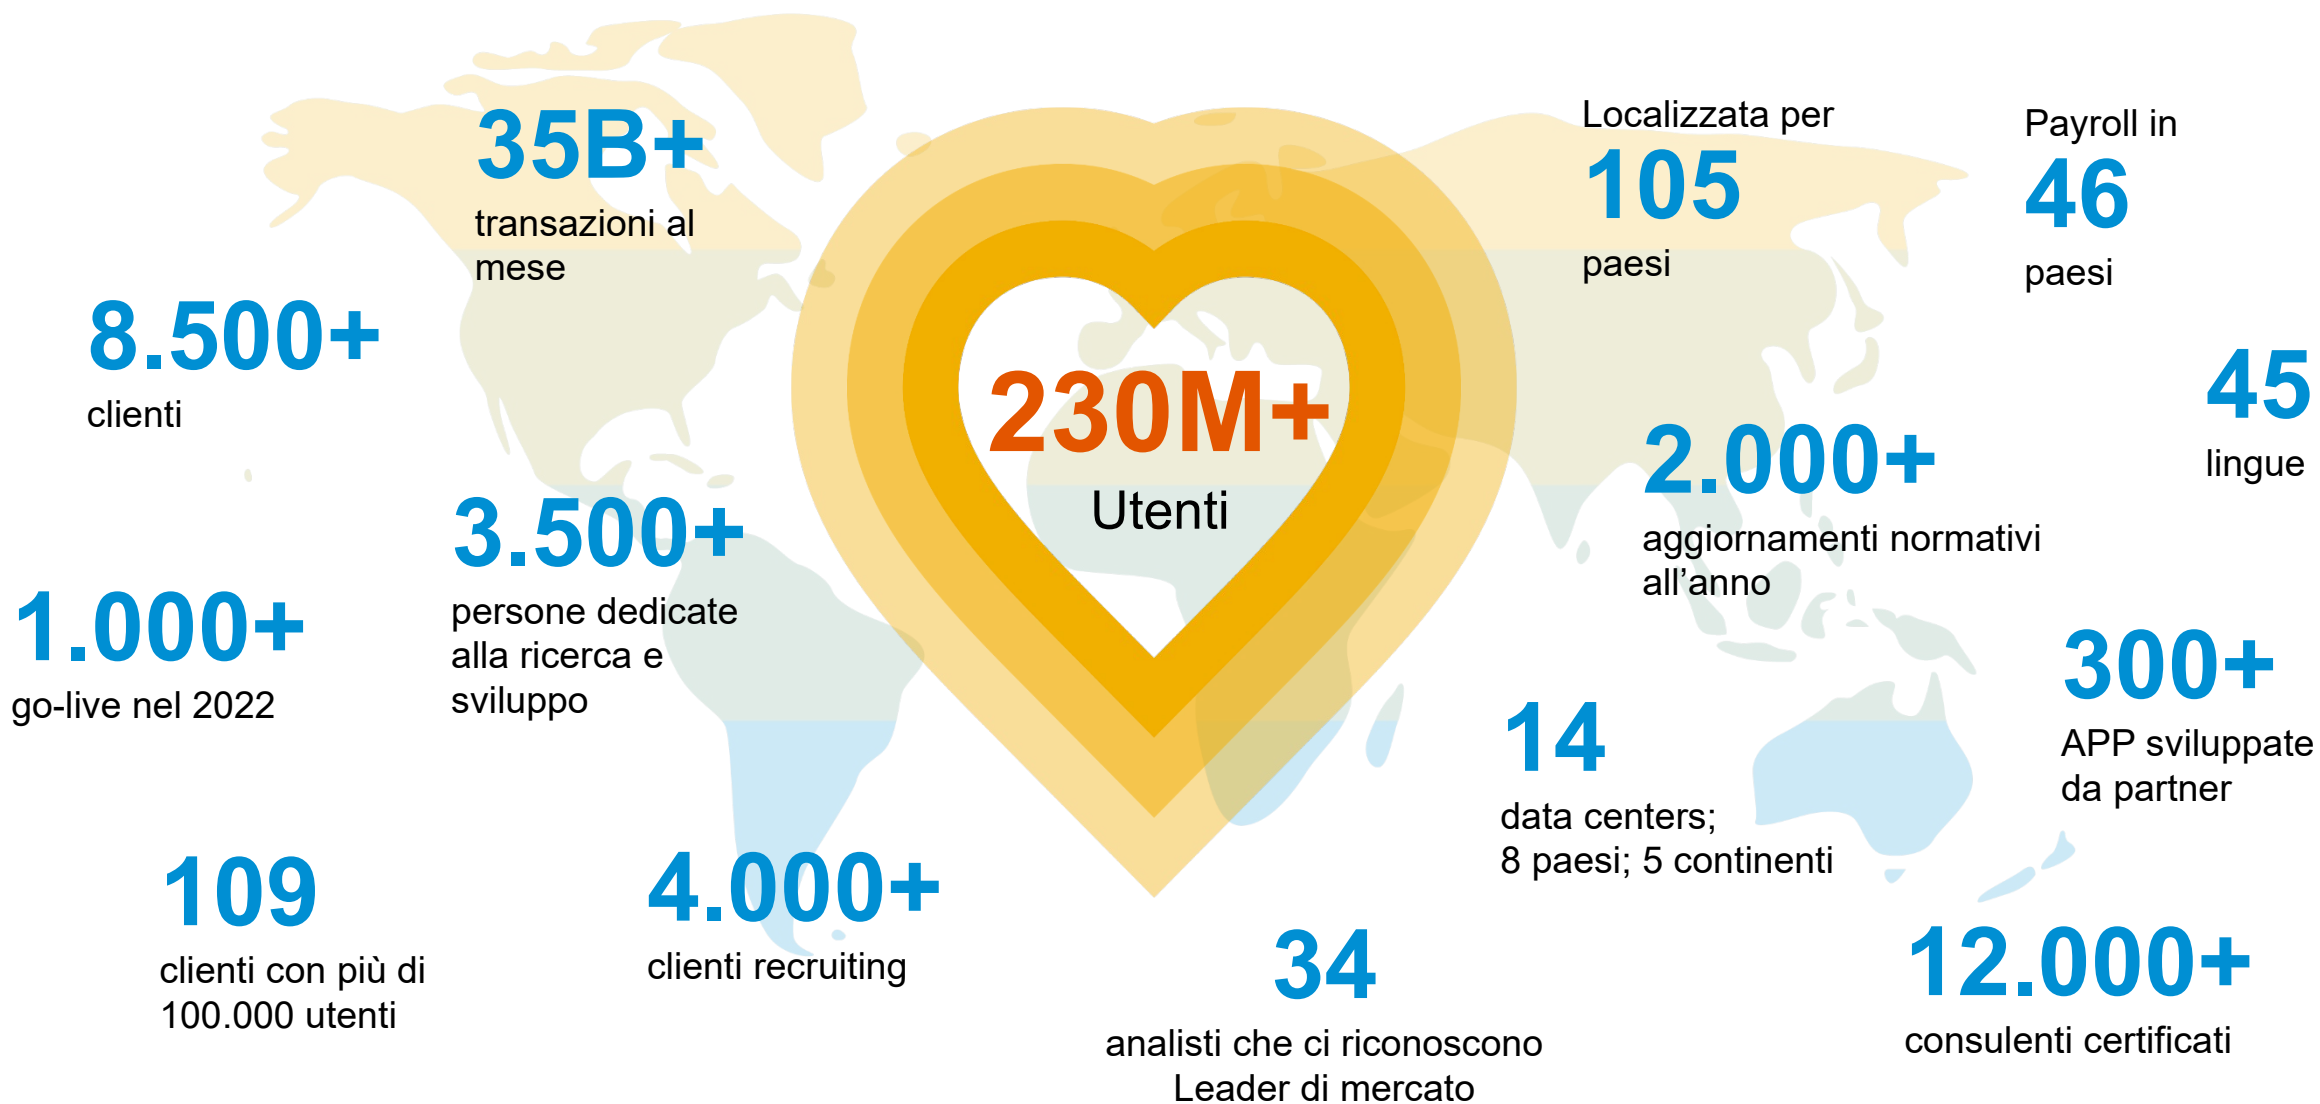 35B+
transazioni al
mese
Localizzata per
105
paesi
Payroll in
46
paesi
8.500+
clienti
230M+
Utenti
45
lingue
2.000+
aggiornamenti normativi
all’anno
3.500+
persone dedicate
alla ricerca e
sviluppo
1.000+
go-live nel 2022
300+
APP sviluppate
da partner
14
data centers;
8 paesi; 5 continenti
109
clienti con più di
100.000 utenti
4.000+
clienti recruiting
34
analisti che ci riconoscono
Leader di mercato
12.000+
consulenti certificati